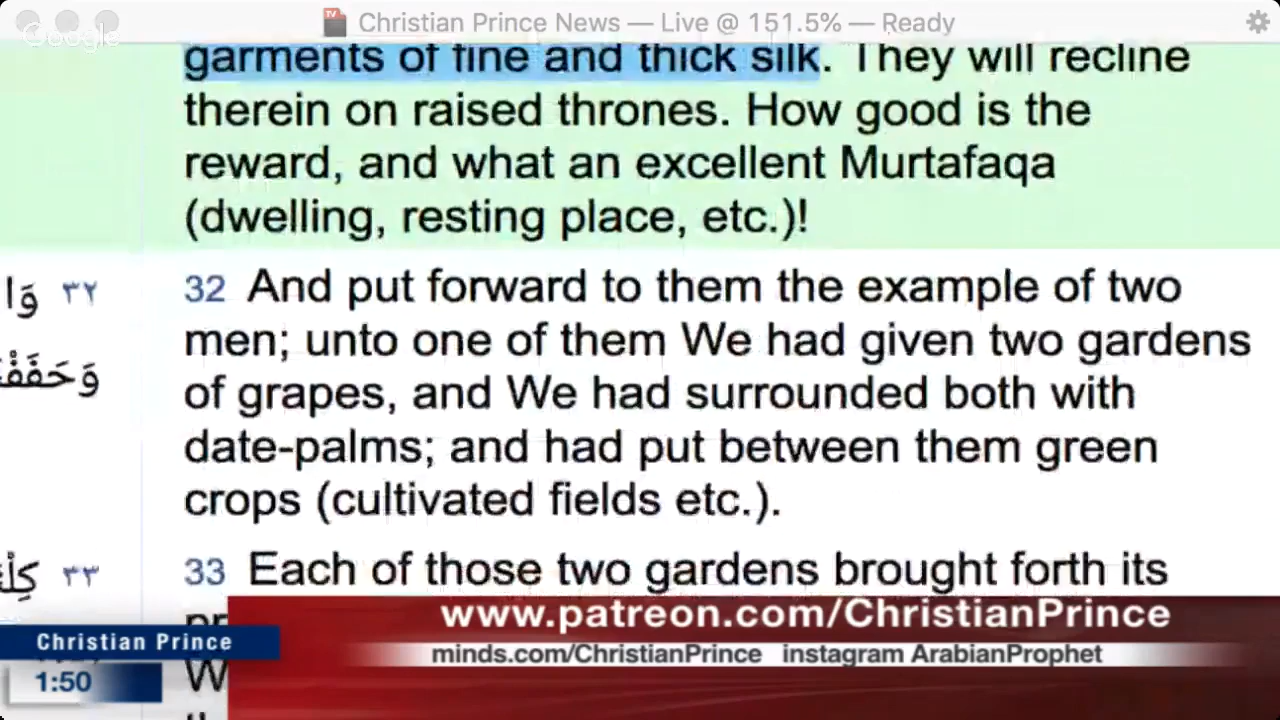 Christian Prince News — Live @ 151.5% — Ready
Google
garments of fine and thick silk. They will recline
therein on raised thrones. How good is the
reward, and what an excellent Murtafaqa
(dwelling, resting place, etc.)!
٣٢ وَا
32 And put forward to them the example of two
men; unto one of them We had given two gardens
وَحَفَفْ
of grapes, and We had surrounded both with
date-palms; and had put between them green
crops (cultivated fields etc.).
٣٣ كِلْ
33 Each of those two gardens brought forth its
www.patreon.com/ChristianPrince
Christian Prince
minds.com/ChristianPrince instagram ArabianProphet
1:50
W